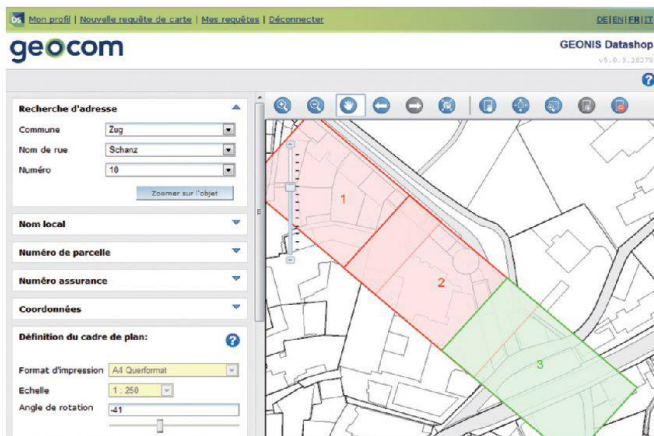 bs Mon profil | Nouvelle requête de carte | Mes requêtes | Déconnecter
DE|EN|FR|IT
geocom
GEONIS Datashop
?
Recherche d'adresse
Commune Zug
Nom de rue Schanz
Numéro 10
Zoomer sur l'objet
Nom local
Numéro de parcelle
Numéro assurance
Coordonnées
Définition du cadre de plan: ?
Format d'impression A4 Querformat
Echelle 1 : 250
Angle de rotation -41
1
2
3